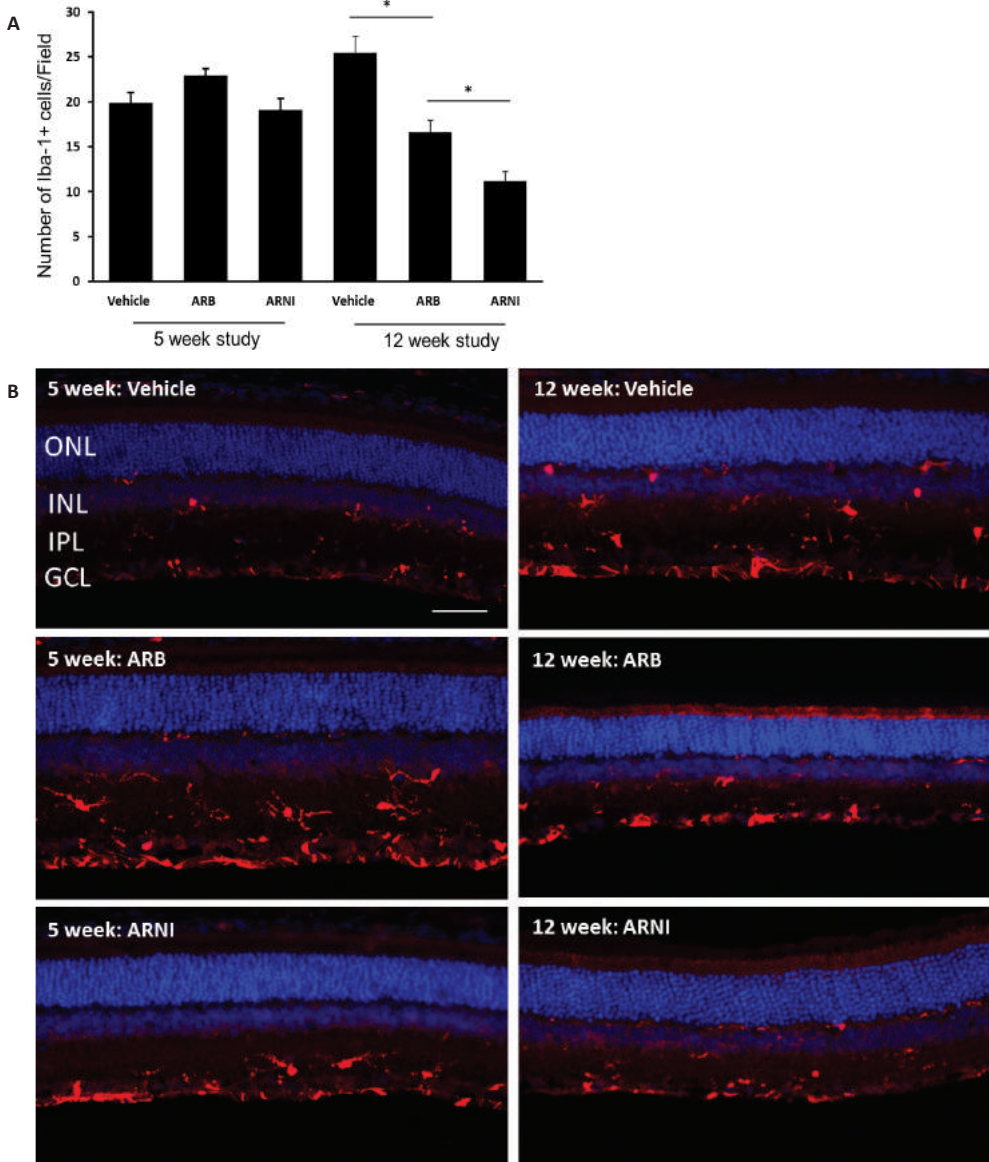 A
Number of Iba-1+ cells/Field
30
25
20
15
10
5
0
*
*
Vehicle ARB ARNI Vehicle ARB ARNI
5 week study 12 week study
B
5 week: Vehicle
ONL
INL
IPL
GCL
12 week: Vehicle
5 week: ARB
12 week: ARB
5 week: ARNI
12 week: ARNI